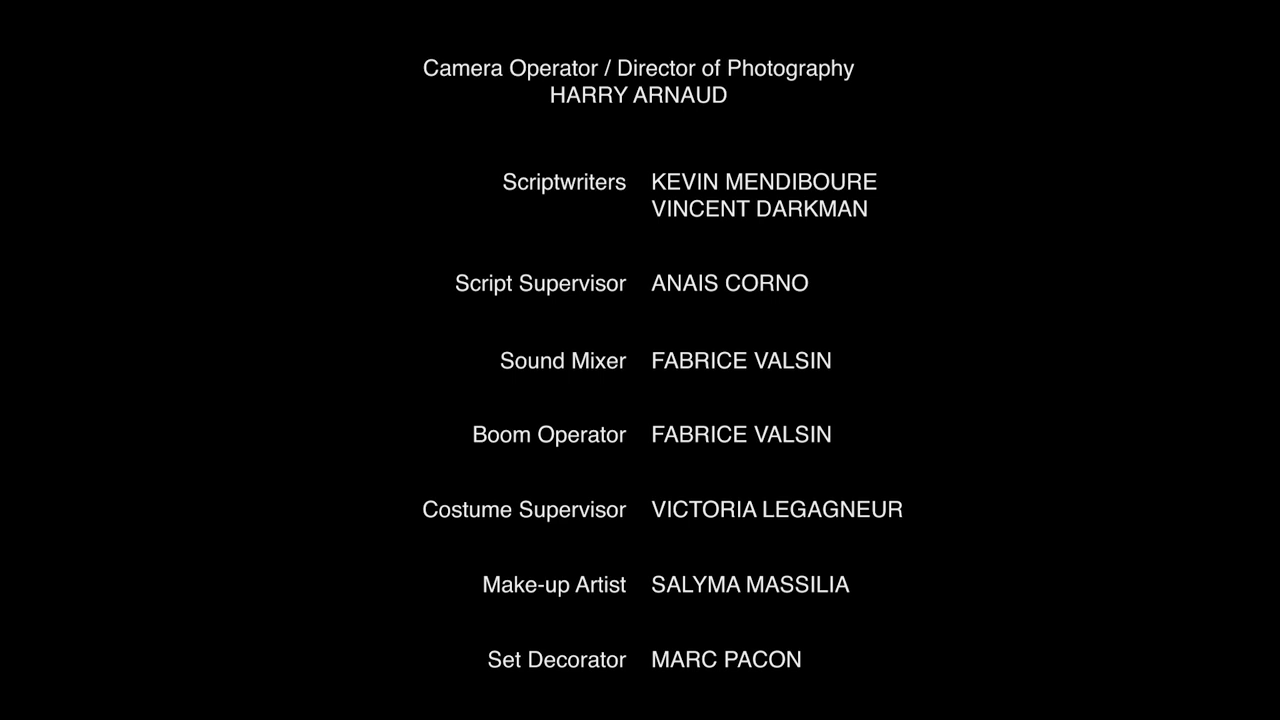 Camera Operator / Director of Photography
HARRY ARNAUD
Scriptwriters KEVIN MENDIBOURE
VINCENT DARKMAN
Script Supervisor ANAIS CORNO
Sound Mixer FABRICE VALSIN
Boom Operator FABRICE VALSIN
Costume Supervisor VICTORIA LEGAGNEUR
Make-up Artist SALYMA MASSILIA
Set Decorator MARC PACON